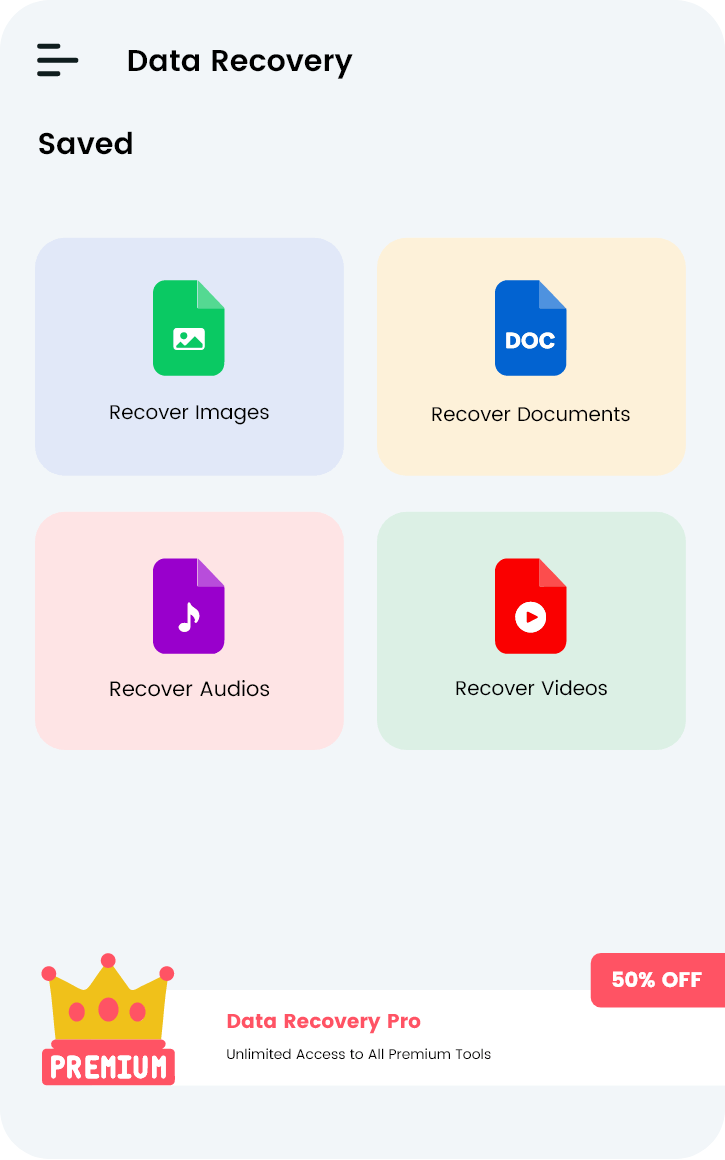 Data Recovery
Saved
DOC
Recover Images
Recover Documents
Recover Audios
Recover Videos
50% OFF
Data Recovery Pro
Unlimited Access to All Premium Tools
PREMIUM